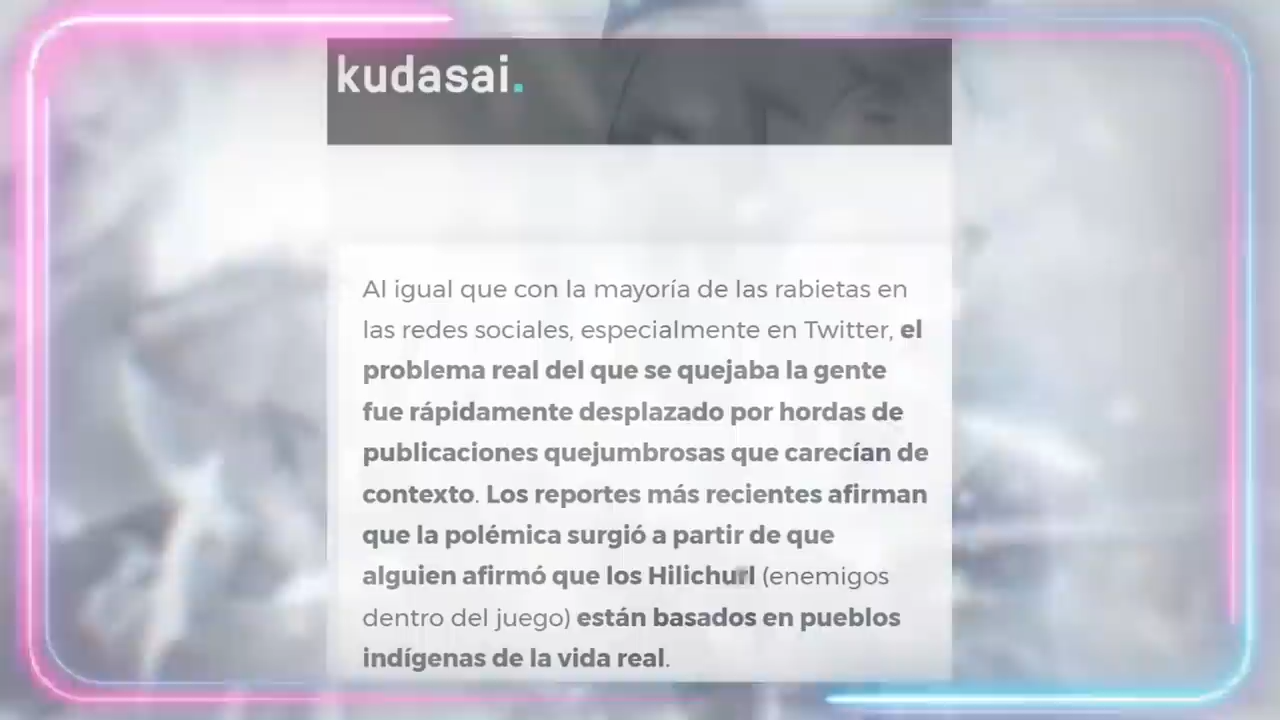 kudasai.
Al igual que con la mayoría de las rabietas en
las redes sociales, especialmente en Twitter, el
problema real del que se quejaba la gente
fue rápidamente desplazado por hordas de
publicaciones quejumbrosas que carecían de
contexto. Los reportes más recientes afirman
que la polémica surgió a partir de que
alguien afirmó que los Hilichurl (enemigos
dentro del juego) están basados en pueblos
indígenas de la vida real.